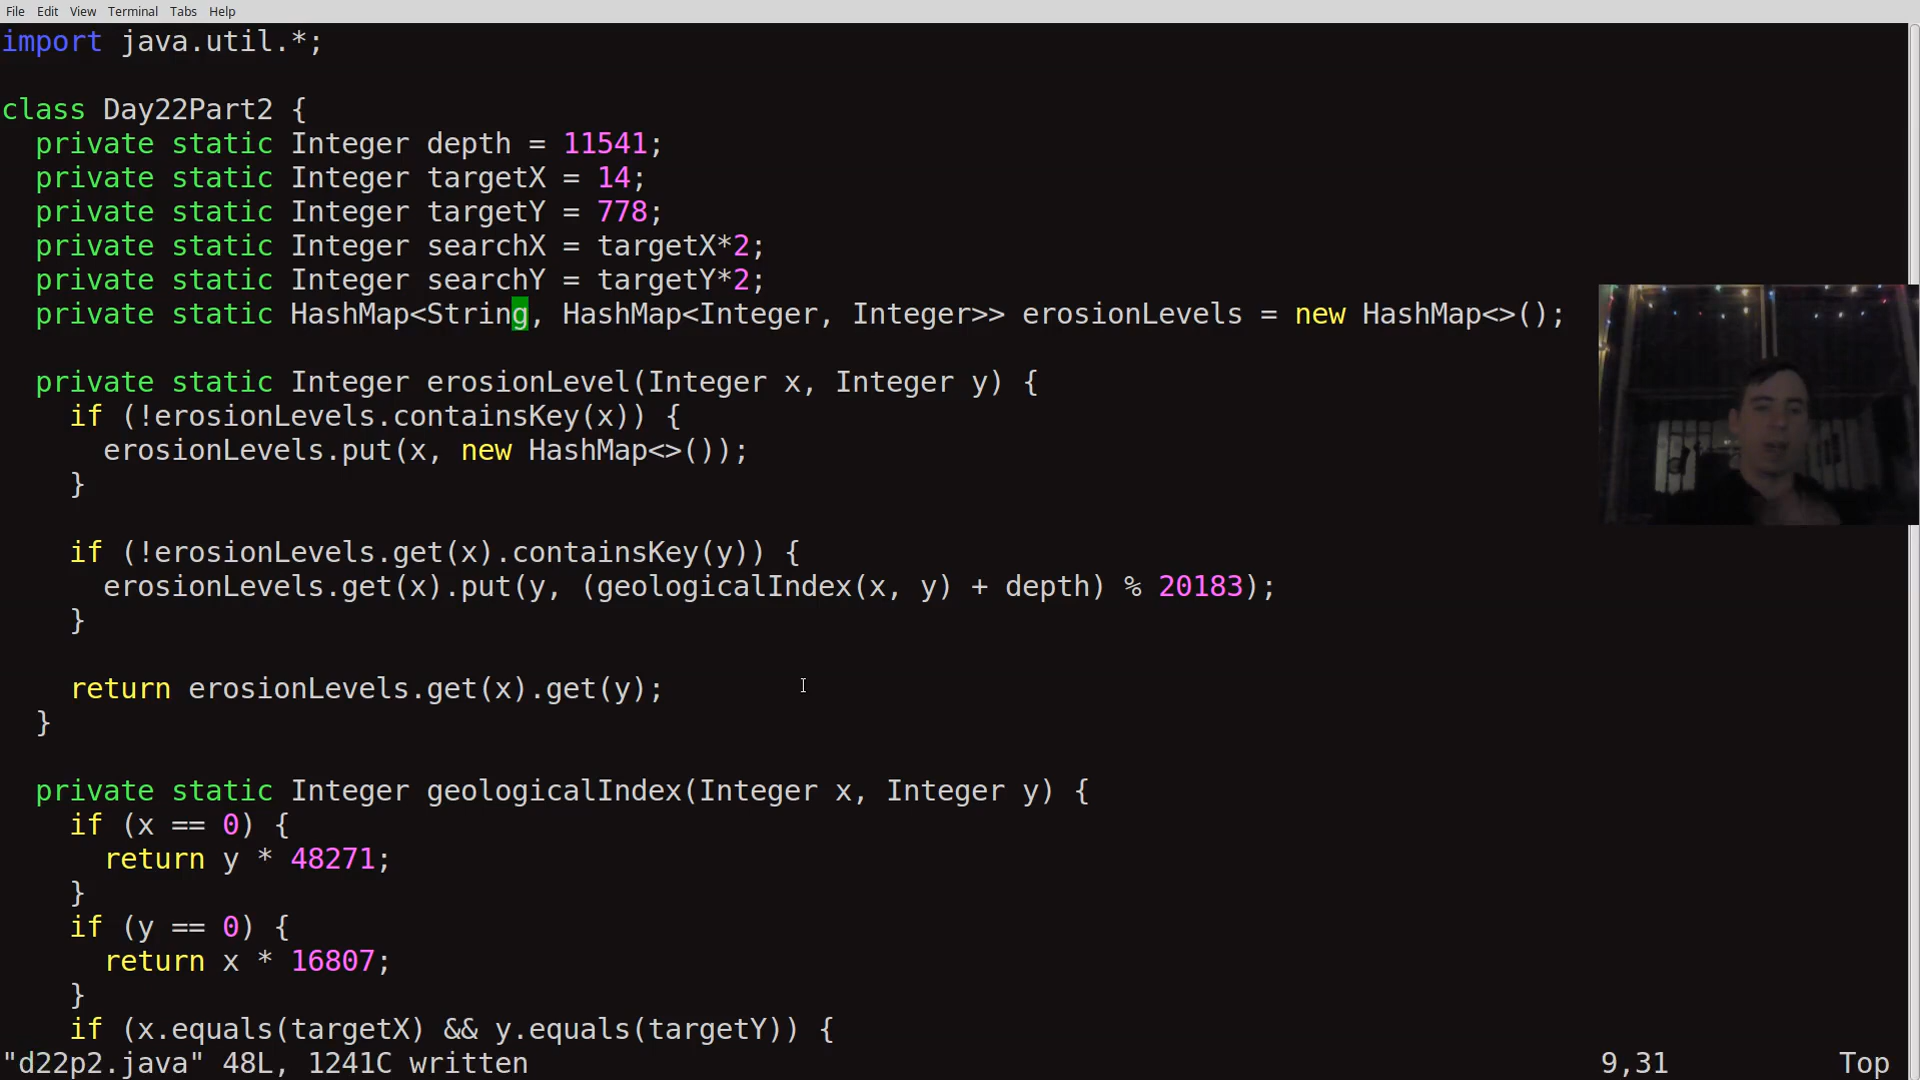 File Edit View Terminal Tabs Help
import java.util.*;
class Day22Part2 {
private static Integer depth = 11541;
private static Integer targetX = 14;
private static Integer targetY = 778;
private static Integer searchX = targetX*2;
private static Integer searchY = targetY*2;
private static HashMap<String, HashMap<Integer, Integer>> erosionLevels = new HashMap<>();
private static Integer erosionLevel(Integer x, Integer y) {
if (!erosionLevels.containsKey(x)) {
erosionLevels.put(x, new HashMap<>());
}
if (!erosionLevels.get(x).containsKey(y)) {
erosionLevels.get(x).put(y, (geologicalIndex(x, y) + depth) % 20183);
}
return erosionLevels.get(x).get(y);
}
private static Integer geologicalIndex(Integer x, Integer y) {
if (x == 0) {
return y * 48271;
}
if (y == 0) {
return x * 16807;
}
if (x.equals(targetX) && y.equals(targetY)) {
"d22p2.java" 48L, 1241C written 9,31 Top